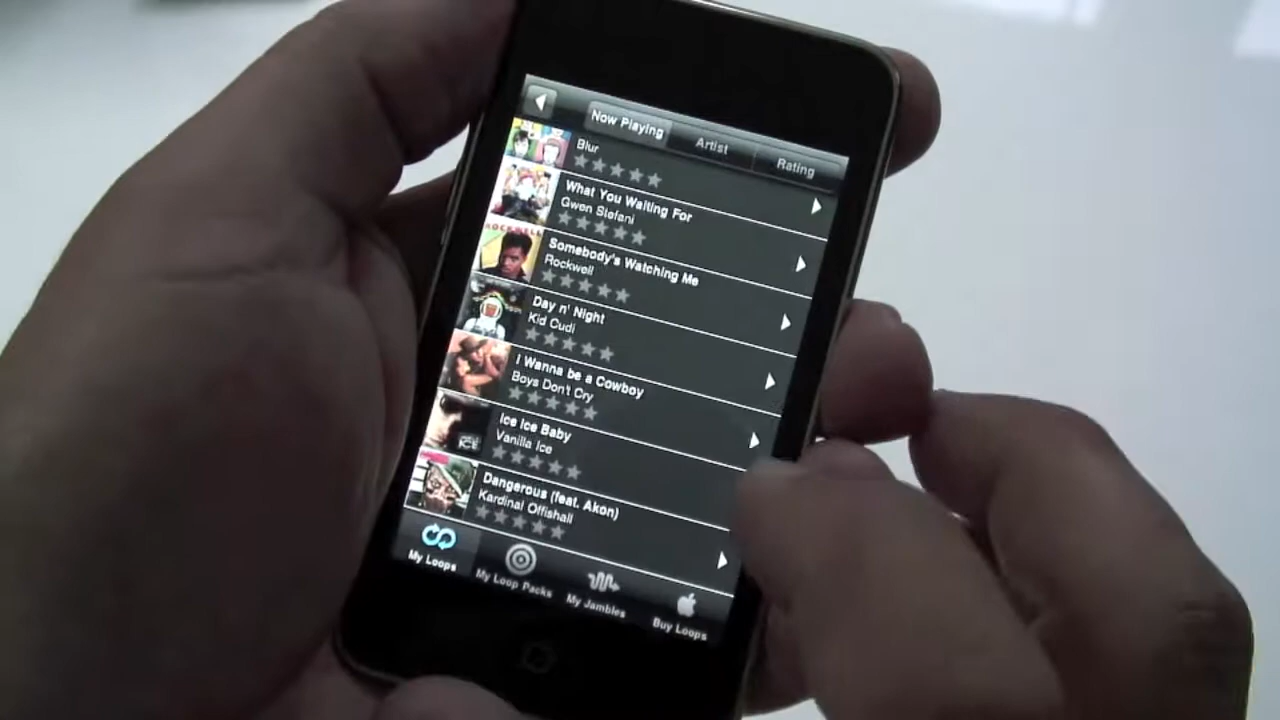 Now Playing
Artist
Rating
Blur
What You Waiting For
Gwen Stefani
ROCKWELL
Somebody's Watching Me
Rockwell
Day n' Night
Kid Cudi
I Wanna be a Cowboy
Boys Don't Cry
ICE
Ice Ice Baby
Vanilla Ice
Dangerous (feat. Akon)
Kardinal Offishall
My Loops
My Loop Packs
My Jambles
Buy Loops